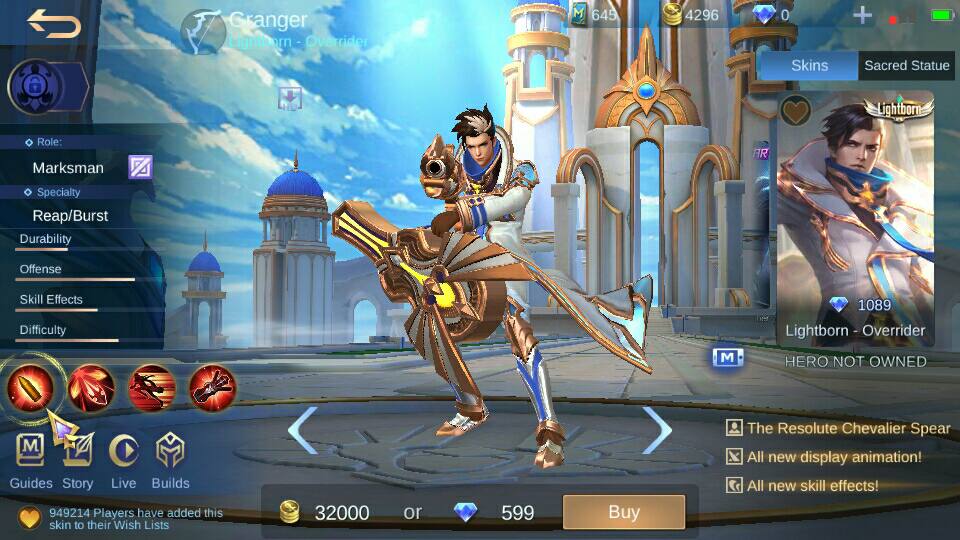 Granger
Lightborn - Overrider
645
4296
0
Skins
Sacred Statue
Role:
Marksman
Specialty
Reap/Burst
Durability
Offense
Skill Effects
Difficulty
Lightborn
1089
Lightborn - Overrider
HERO NOT OWNED
M
The Resolute Chevalier Spear
All new display animation!
All new skill effects!
Guides
Story
Live
Builds
949214 Players have added this
skin to their Wish Lists
32000
or
599
Buy